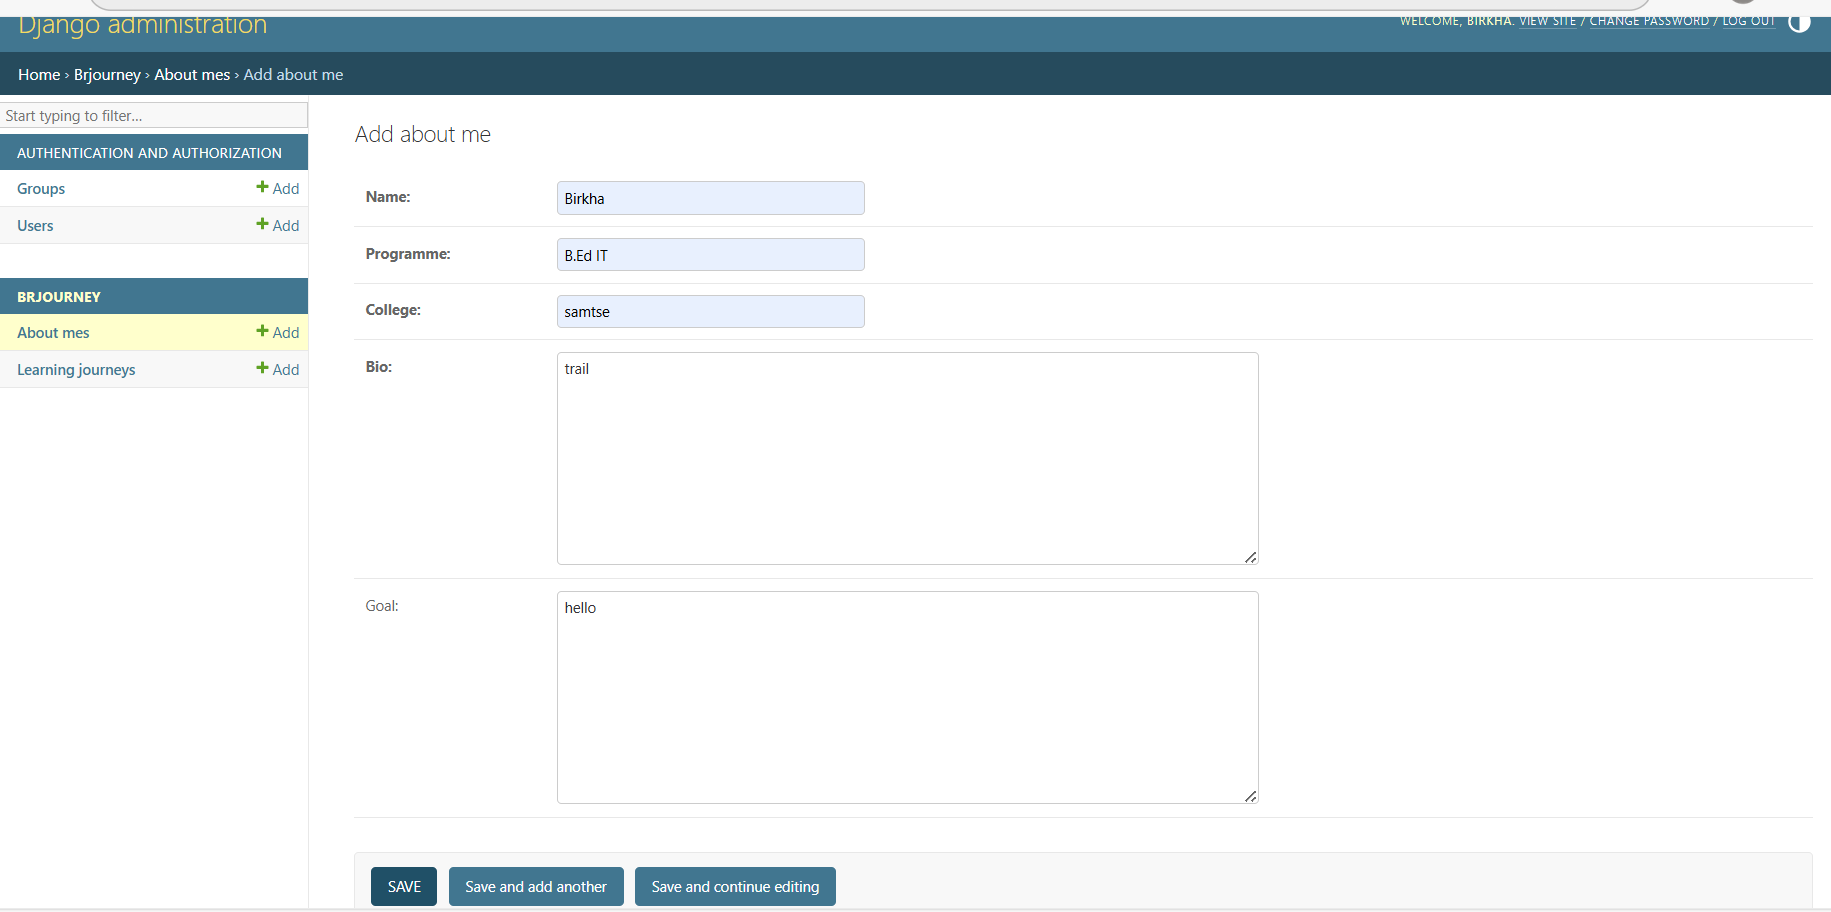 Django administration
WELCOME, BIRKHA. VIEW SITE / CHANGE PASSWORD / LOG OUT
Home › Brjourney › About mes › Add about me
Start typing to filter...
AUTHENTICATION AND AUTHORIZATION
Groups + Add
Users + Add
BRJOURNEY
About mes + Add
Learning journeys + Add
Add about me
Name: Birkha
Programme: B.Ed IT
College: samtse
Bio: trail
Goal: hello
SAVE Save and add another Save and continue editing